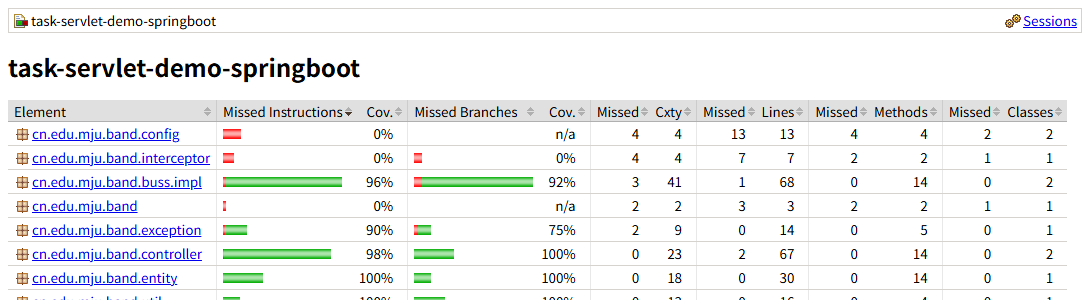 task-servlet-demo-springboot Sessions
task-servlet-demo-springboot
Element Missed Instructions Cov. Missed Branches Cov. Missed Cxty Missed Lines Missed Methods Missed Classes
cn.edu.mju.band.config 0% n/a 4 4 13 13 4 4 2 2
cn.edu.mju.band.interceptor 0% 0% 4 4 7 7 2 2 1 1
cn.edu.mju.band.buss.impl 96% 92% 3 41 1 68 0 14 0 2
cn.edu.mju.band 0% n/a 2 2 3 3 2 2 1 1
cn.edu.mju.band.exception 90% 75% 2 9 0 14 0 5 0 1
cn.edu.mju.band.controller 98% 100% 0 23 2 67 0 14 0 2
cn.edu.mju.band.entity 100% 100% 0 18 0 30 0 14 0 1